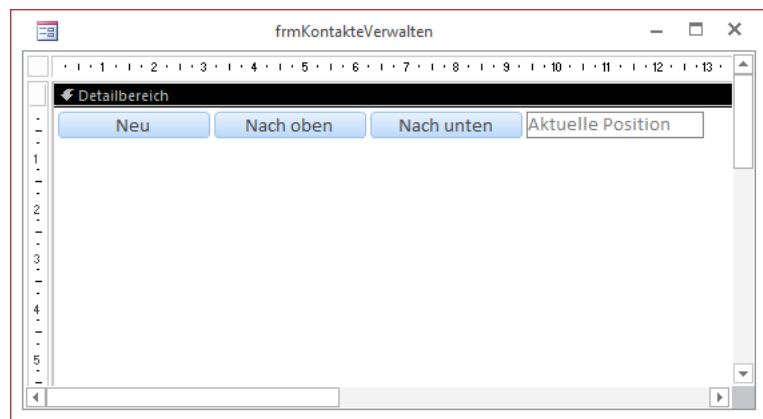 frmKontakteVerwalten
1 2 3 4 5 6 7 8 9 10 11 12 13
Detailbereich
Neu Nach oben Nach unten Aktuelle Position
1
2
3
4
5